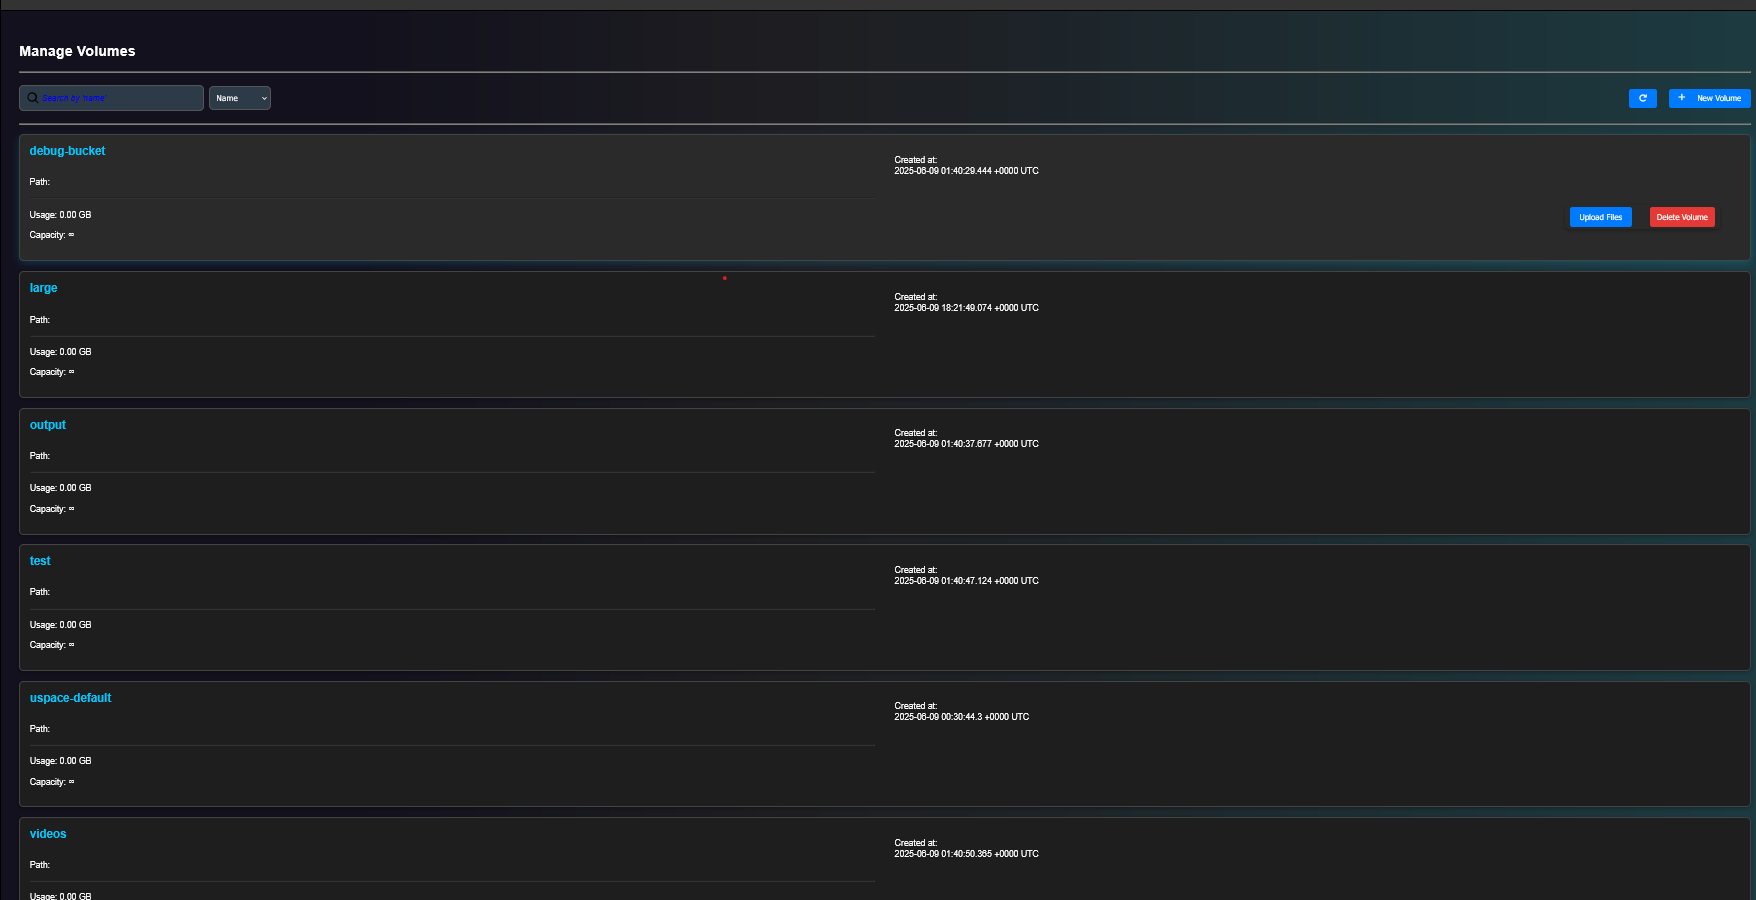 Manage Volumes
Search by 'name'
Name
New Volume
debug-bucket
Created at:
2025-06-09 01:40:29.444 +0000 UTC
Path:
Usage: 0.00 GB
Capacity: ∞
Upload Files
Delete Volume
large
Created at:
2025-06-09 18:21:49.074 +0000 UTC
Path:
Usage: 0.00 GB
Capacity: ∞
output
Created at:
2025-06-09 01:40:37.677 +0000 UTC
Path:
Usage: 0.00 GB
Capacity: ∞
test
Created at:
2025-06-09 01:40:47.124 +0000 UTC
Path:
Usage: 0.00 GB
Capacity: ∞
uspace-default
Created at:
2025-06-09 00:30:44.3 +0000 UTC
Path:
Usage: 0.00 GB
Capacity: ∞
videos
Created at:
2025-06-09 01:40:50.365 +0000 UTC
Path:
Usage: 0.00 GB